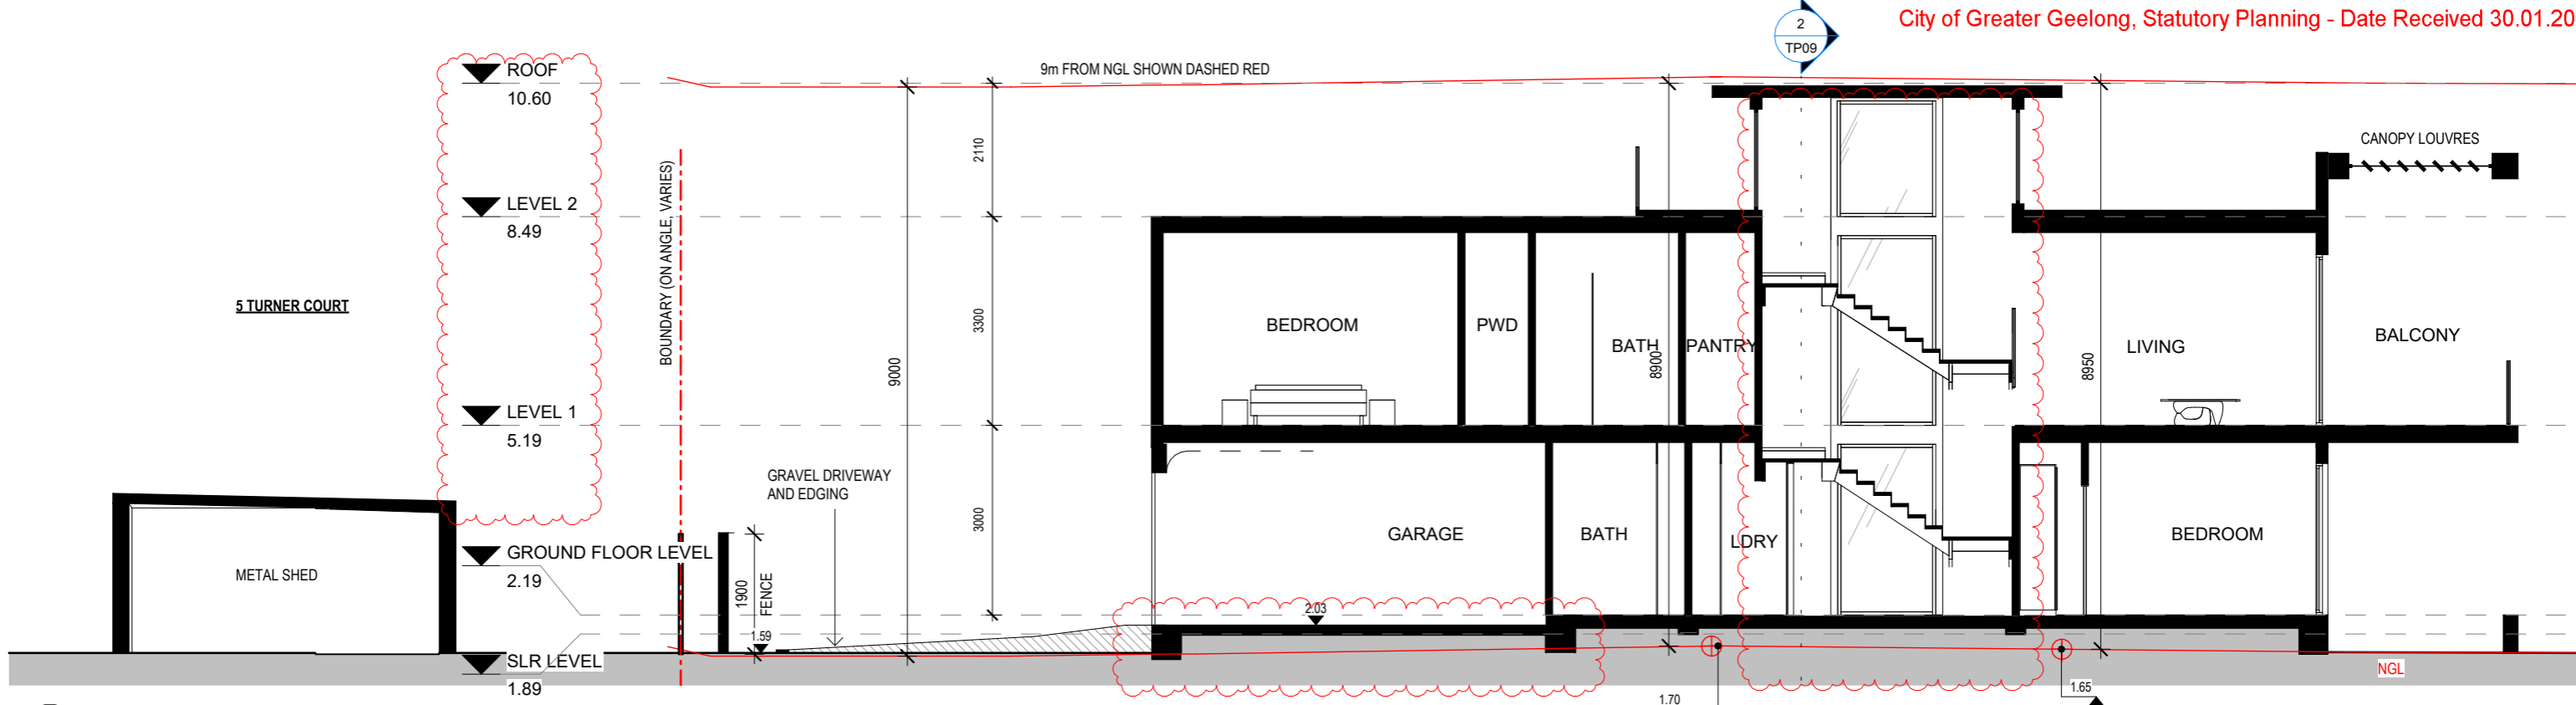 City of Greater Geelong, Statutory Planning - Date Received 30.01.20
2
TP09
9m FROM NGL SHOWN DASHED RED
ROOF
10.60
2110
CANOPY LOUVRES
LEVEL 2
8.49
BOUNDARY (ON ANGLE, VARIES)
5 TURNER COURT
9000
3300
BEDROOM
PWD
BATH
8900
PANTRY
LIVING
8950
BALCONY
LEVEL 1
5.19
GRAVEL DRIVEWAY
AND EDGING
3000
GARAGE
BATH
LDRY
BEDROOM
GROUND FLOOR LEVEL
2.19
METAL SHED
1900
FENCE
2.03
1.59
SLR LEVEL
1.89
NGL
1.70
1.65